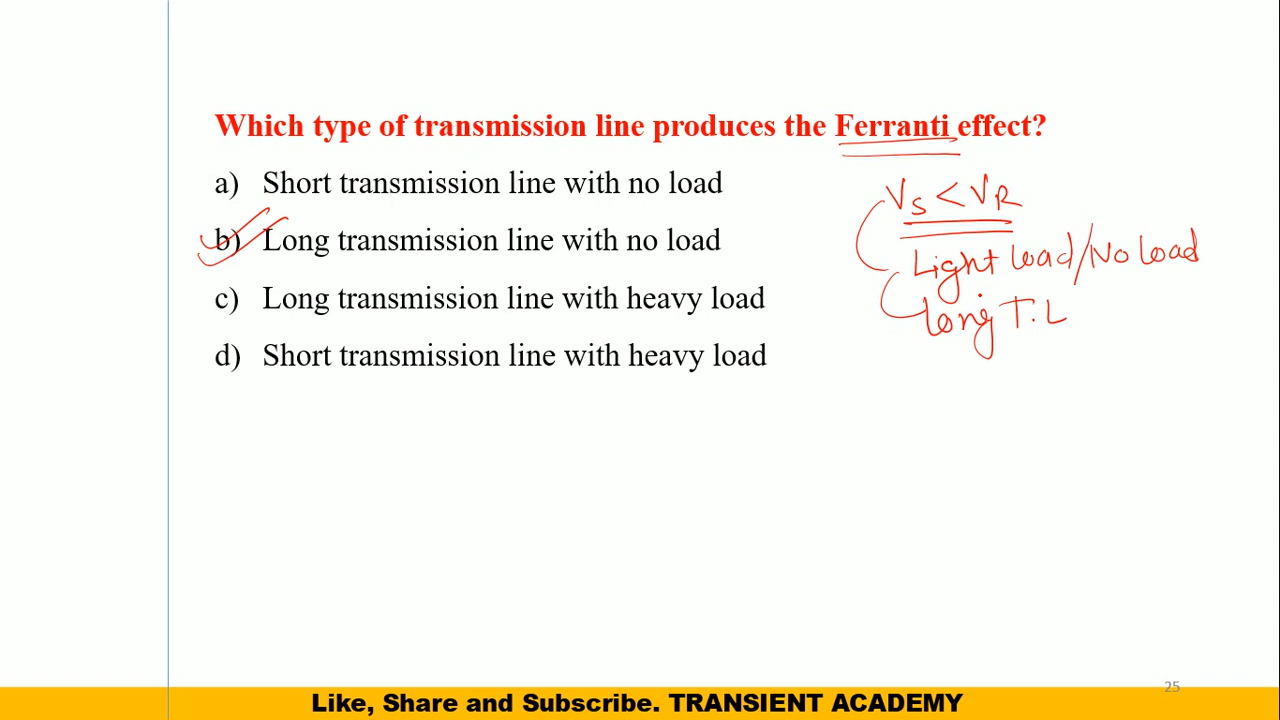 Which type of transmission line produces the Ferranti effect?
a) Short transmission line with no load
b) Long transmission line with no load
c) Long transmission line with heavy load
d) Short transmission line with heavy load
VS < VR
Light load/No load
long T.L
25
Like, Share and Subscribe. TRANSIENT ACADEMY